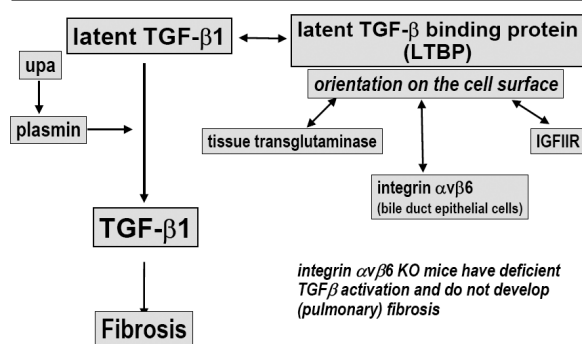 latent TGF-β1
latent TGF-β binding protein
(LTBP)
upa
orientation on the cell surface
plasmin
tissue transglutaminase
IGFIIR
integrin αvβ6
(bile duct epithelial cells)
TGF-β1
integrin αvβ6 KO mice have deficient
TGFβ activation and do not develop
(pulmonary) fibrosis
Fibrosis